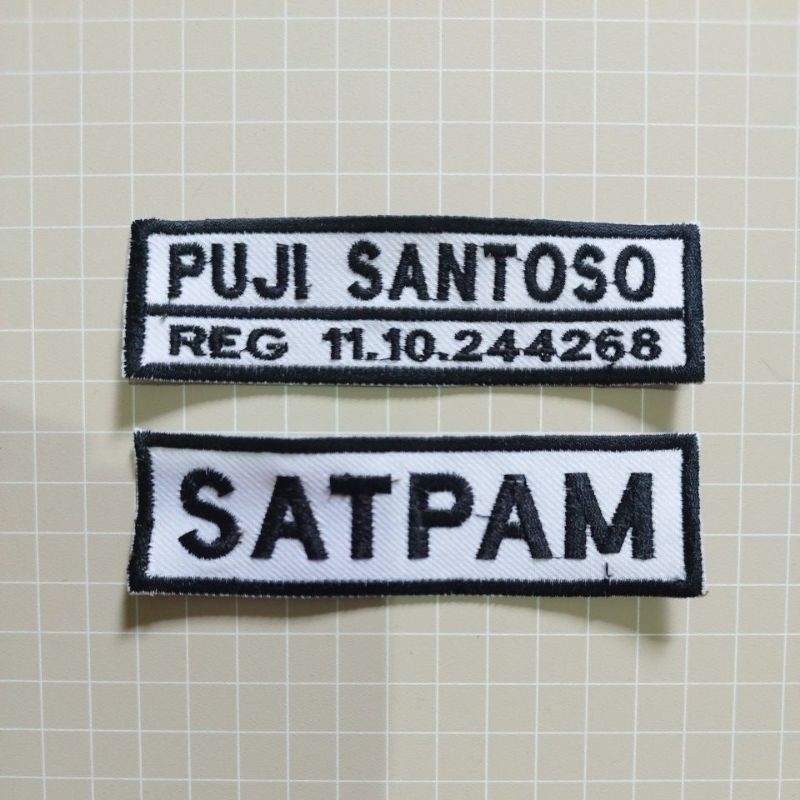 PUJI SANTOSO
REG 11.10.244268
SATPAM